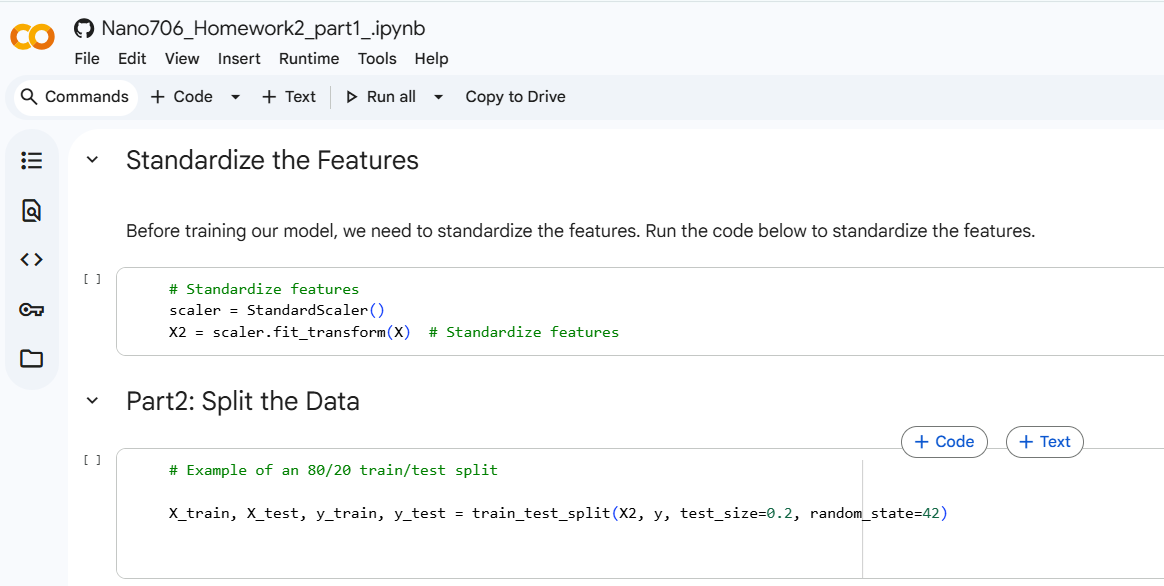 Nano706_Homework2_part1_.ipynb
File Edit View Insert Runtime Tools Help
Commands + Code + Text Run all Copy to Drive
Standardize the Features
Before training our model, we need to standardize the features. Run the code below to standardize the features.
[ ]
# Standardize features
scaler = StandardScaler()
X2 = scaler.fit_transform(X)  # Standardize features
Part2: Split the Data
+ Code + Text
[ ]
# Example of an 80/20 train/test split
X_train, X_test, y_train, y_test = train_test_split(X2, y, test_size=0.2, random_state=42)